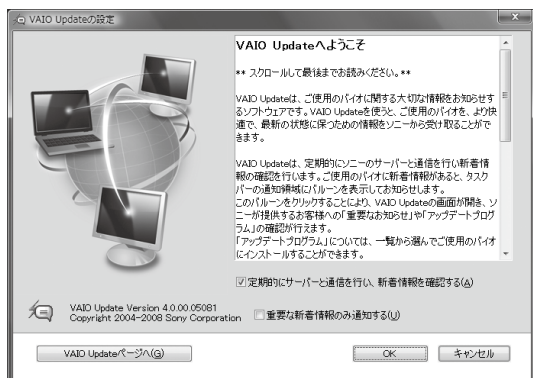 VAIO Updateの設定
VAIO Updateへようこそ
** スクロールして最後までお読みください。**
VAIO Updateは、ご使用のバイオに関する大切な情報をお知らせす
るソフトウェアです。VAIO Updateを使うと、ご使用のバイオを、より快
適で、最新の状態に保つための情報をソニーから受け取ることがで
きます。
VAIO Updateは、定期的にソニーのサーバーと通信を行い新着情
報の確認を行います。ご使用のバイオに新着情報があると、タスク
バーの通知領域にバルーンを表示してお知らせします。
このバルーンをクリックすることにより、VAIO Updateの画面が開き、ソ
ニーが提供するお客様への「重要なお知らせ」や「アップデートプログ
ラム」の確認が行えます。
「アップデートプログラム」については、一覧から選んでご使用のバイオ
にインストールすることができます。
定期的にサーバーと通信を行い、新着情報を確認する(A)
VAIO Update Version 4.0.00.05081
Copyright 2004-2008 Sony Corporation
重要な新着情報のみ通知する(U)
VAIO Updateページへ(G)
OK
キャンセル